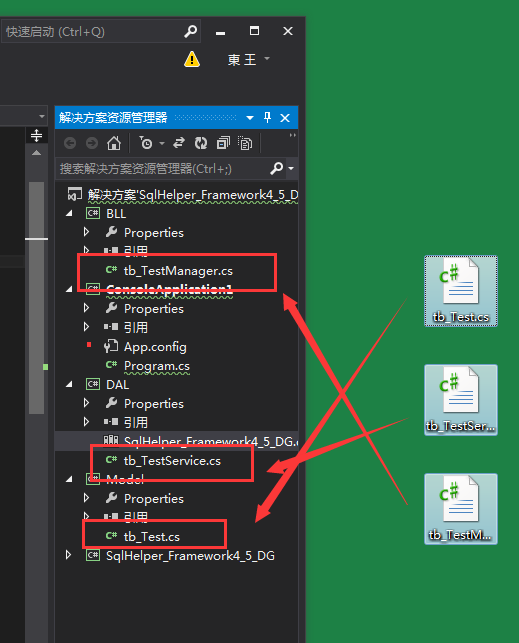 快速启动 (Ctrl+Q)
東 王
解决方案资源管理器
搜索解决方案资源管理器(Ctrl+;)
解决方案'SqlHelper_Framework4_5_D
C# BLL
Properties
引用
C# tb_TestManager.cs
C# ConsoleApplication1
Properties
引用
App.config
C# Program.cs
C# DAL
Properties
引用
SqlHelper_Framework4_5_DG.
C# tb_TestService.cs
C# Model
Properties
引用
C# tb_Test.cs
C# SqlHelper_Framework4_5_DG
C#
tb_Test.cs
C#
tb_TestSer...
C#
tb_TestM...